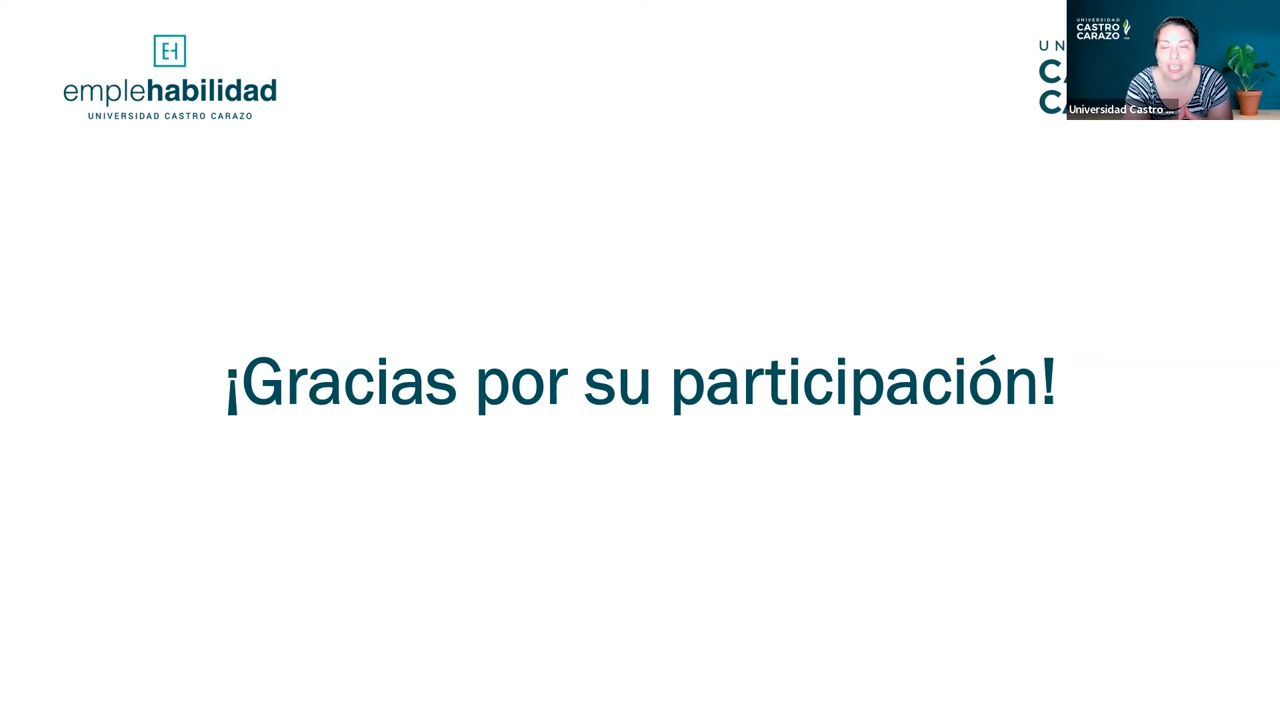 EH
emplehabilidad
UNIVERSIDAD CASTRO CARAZO
UNIVERSIDAD
CASTRO
CARAZO
Universidad Castro ...
¡Gracias por su participación!